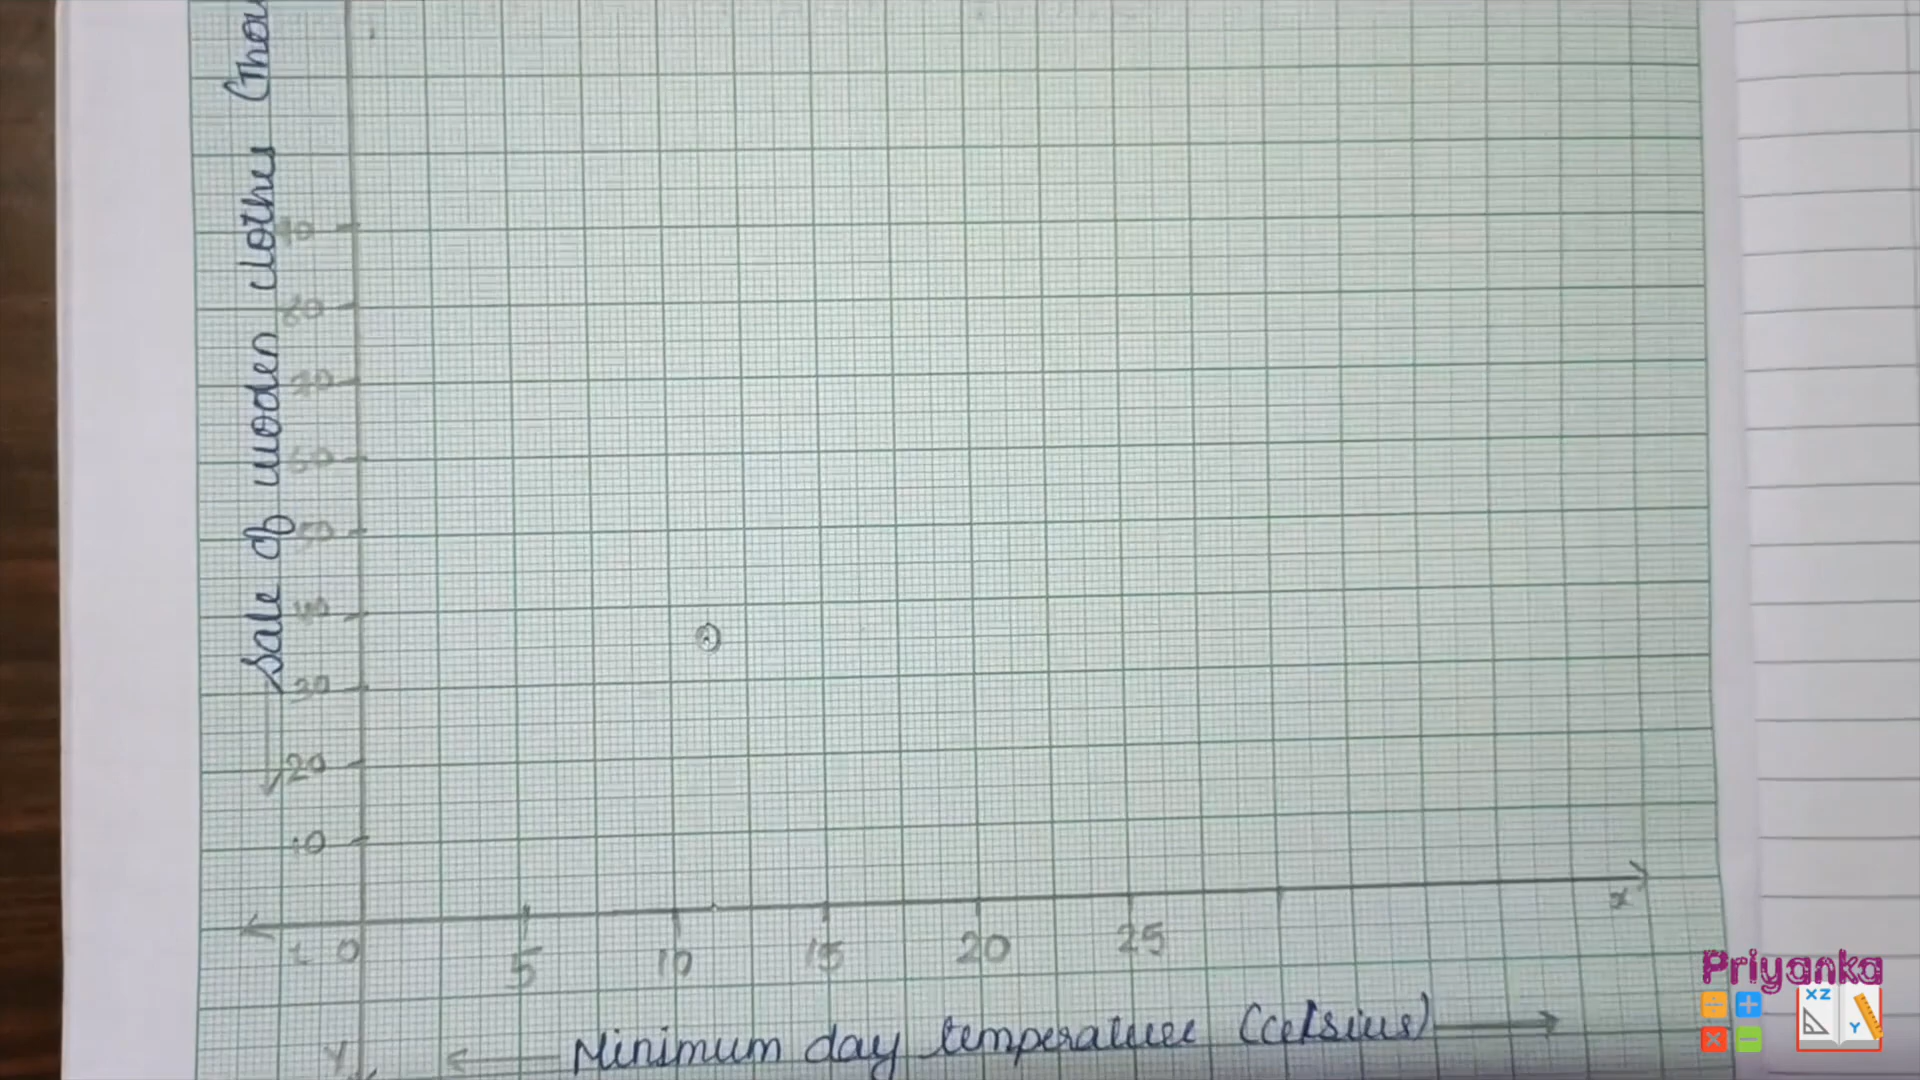 Sale of woolen clothes (Thou
90
80
70
60
50
40
30
20
10
0
5 10 15 20 25
x
Minimum day temperature (celsius)
Y
Priyanka
XZ
Y